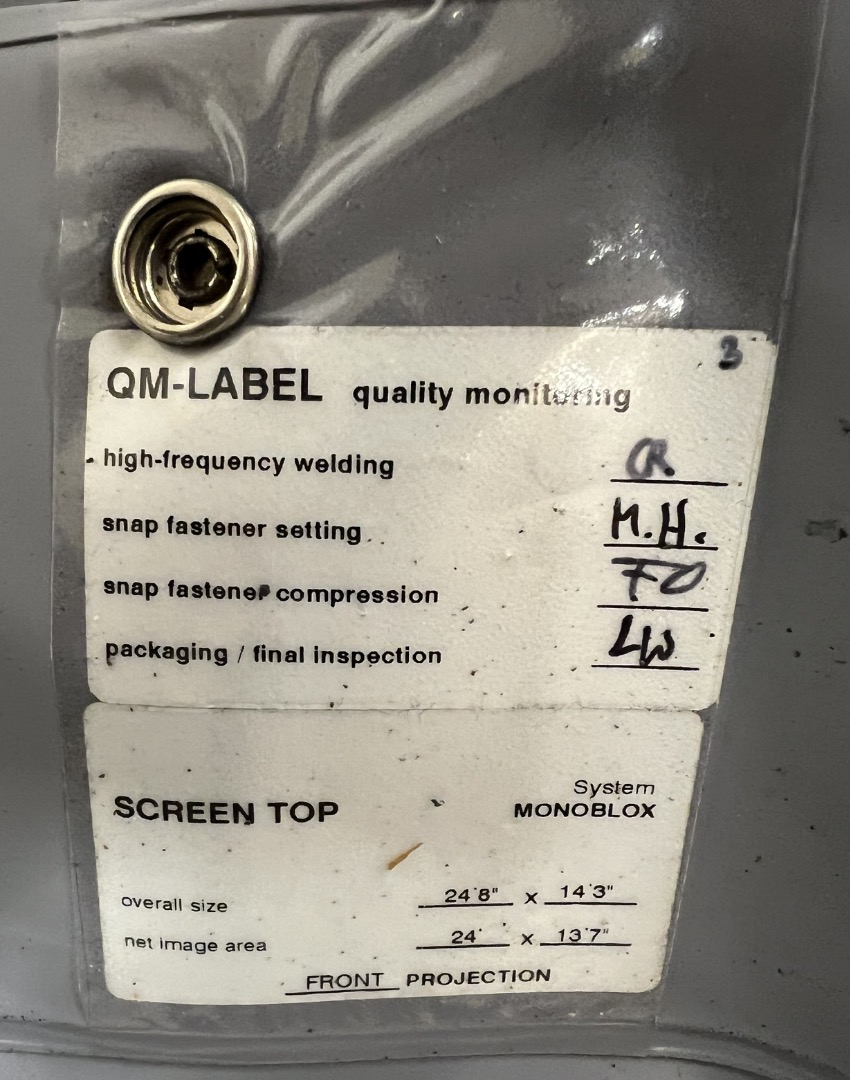 3
QM-LABEL quality monitoring
high-frequency welding CR.
snap fastener setting M.H.
snap fastener compression FO
packaging / final inspection LW
System
SCREEN TOP MONOBLOX
overall size 24'8" x 14'3"
net image area 24' x 13'7"
FRONT PROJECTION